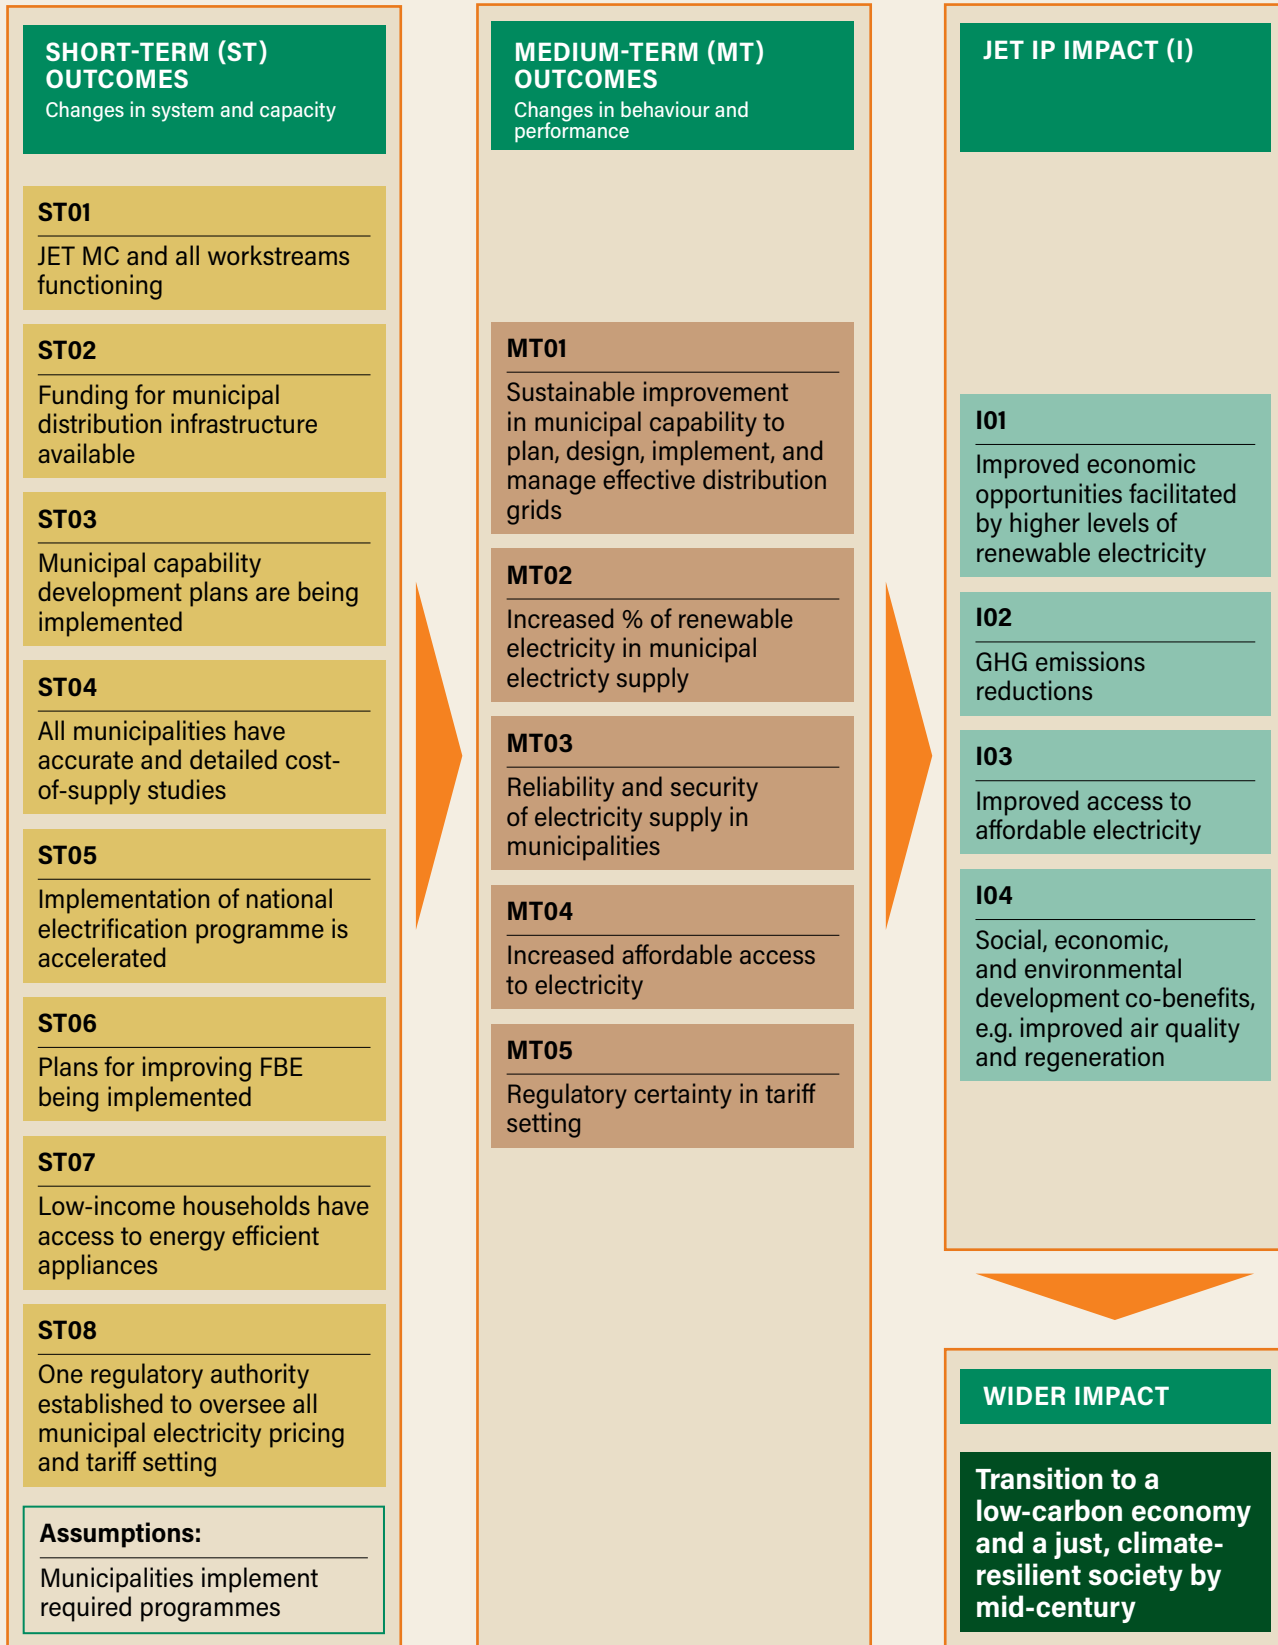 SHORT-TERM (ST)
OUTCOMES
Changes in system and capacity
ST01
JET MC and all workstreams
functioning
ST02
Funding for municipal
distribution infrastructure
available
ST03
Municipal capability
development plans are being
implemented
ST04
All municipalities have
accurate and detailed cost-
of-supply studies
ST05
Implementation of national
electrification programme is
accelerated
ST06
Plans for improving FBE
being implemented
ST07
Low-income households have
access to energy efficient
appliances
ST08
One regulatory authority
established to oversee all
municipal electricity pricing
and tariff setting
Assumptions:
Municipalities implement
required programmes
MEDIUM-TERM (MT)
OUTCOMES
Changes in behaviour and
performance
MT01
Sustainable improvement
in municipal capability to
plan, design, implement, and
manage effective distribution
grids
MT02
Increased % of renewable
electricity in municipal
electricty supply
MT03
Reliability and security
of electricity supply in
municipalities
MT04
Increased affordable access
to electricity
MT05
Regulatory certainty in tariff
setting
JET IP IMPACT (I)
I01
Improved economic
opportunities facilitated
by higher levels of
renewable electricity
I02
GHG emissions
reductions
I03
Improved access to
affordable electricity
I04
Social, economic,
and environmental
development co-benefits,
e.g. improved air quality
and regeneration
WIDER IMPACT
Transition to a
low-carbon economy
and a just, climate-
resilient society by
mid-century